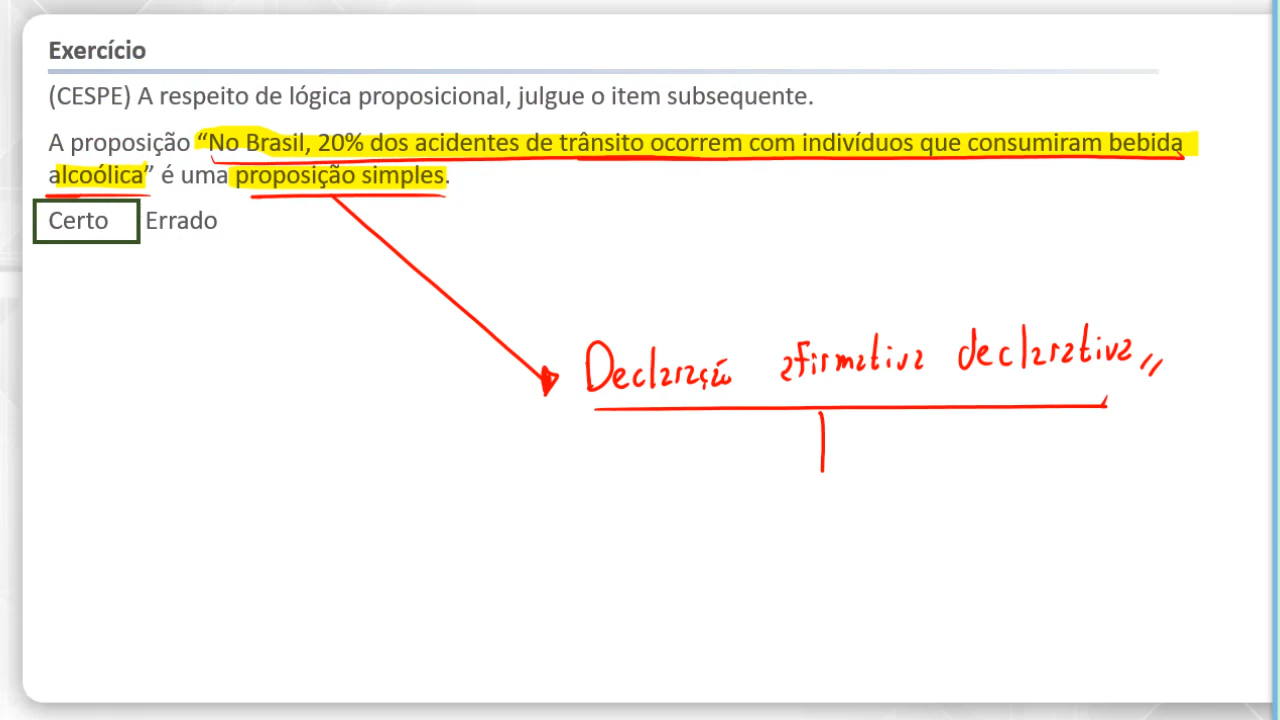 Exercício
(CESPE) A respeito de lógica proposicional, julgue o item subsequente.
A proposição “No Brasil, 20% dos acidentes de trânsito ocorrem com indivíduos que consumiram bebida
alcoólica” é uma proposição simples.
Certo Errado
Declaração afirmativa declarativa,,